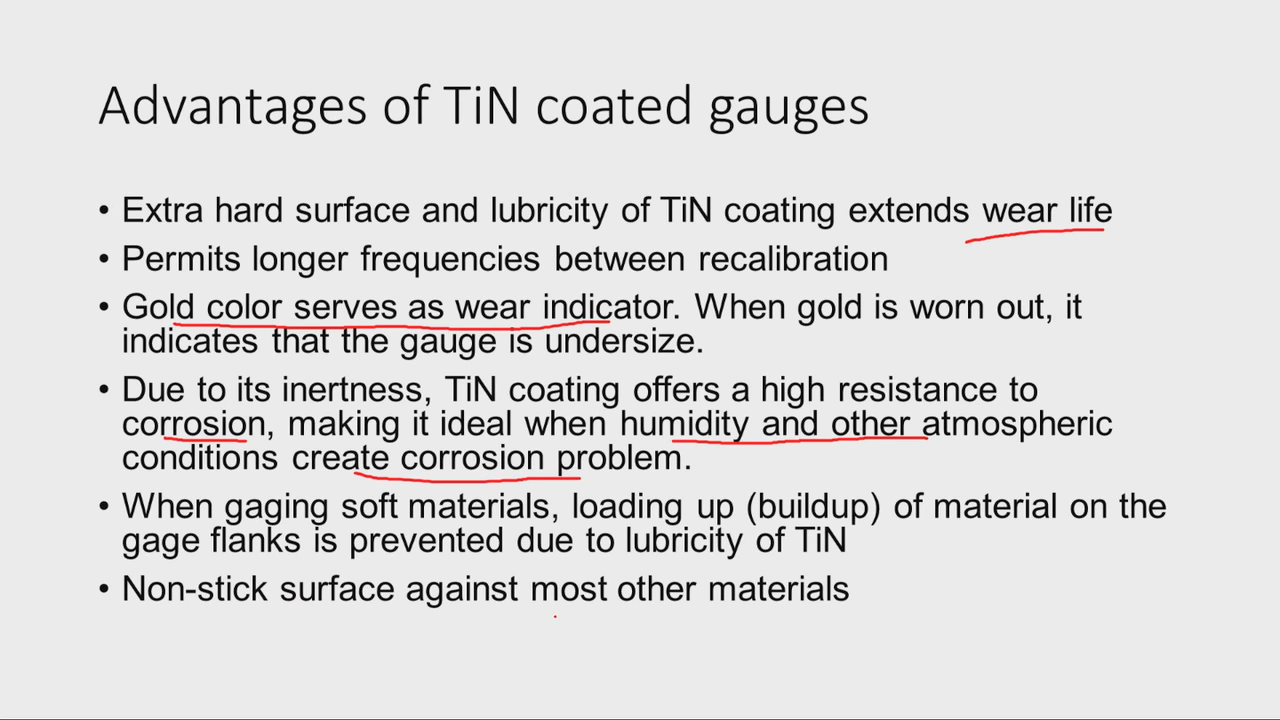 Advantages of TiN coated gauges
• Extra hard surface and lubricity of TiN coating extends wear life
• Permits longer frequencies between recalibration
• Gold color serves as wear indicator. When gold is worn out, it
indicates that the gauge is undersize.
• Due to its inertness, TiN coating offers a high resistance to
corrosion, making it ideal when humidity and other atmospheric
conditions create corrosion problem.
• When gaging soft materials, loading up (buildup) of material on the
gage flanks is prevented due to lubricity of TiN
• Non-stick surface against most other materials